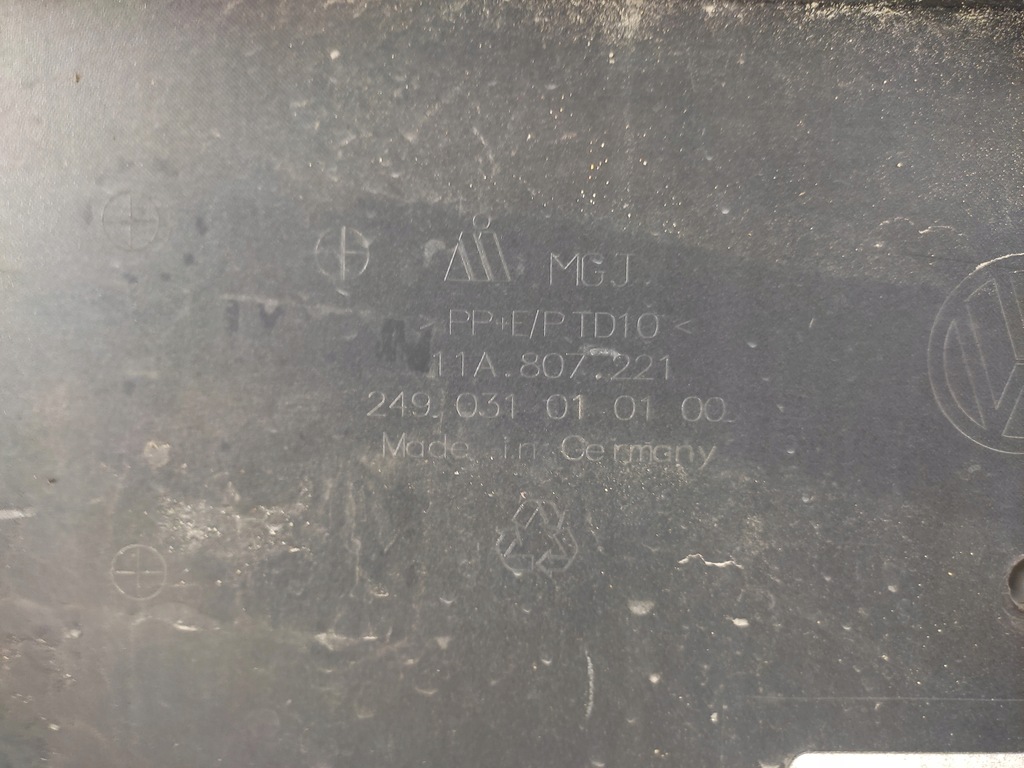 MGJ
> PP+E/P TD10 <
11A.807.221
249 031 01 01 00
Made in Germany